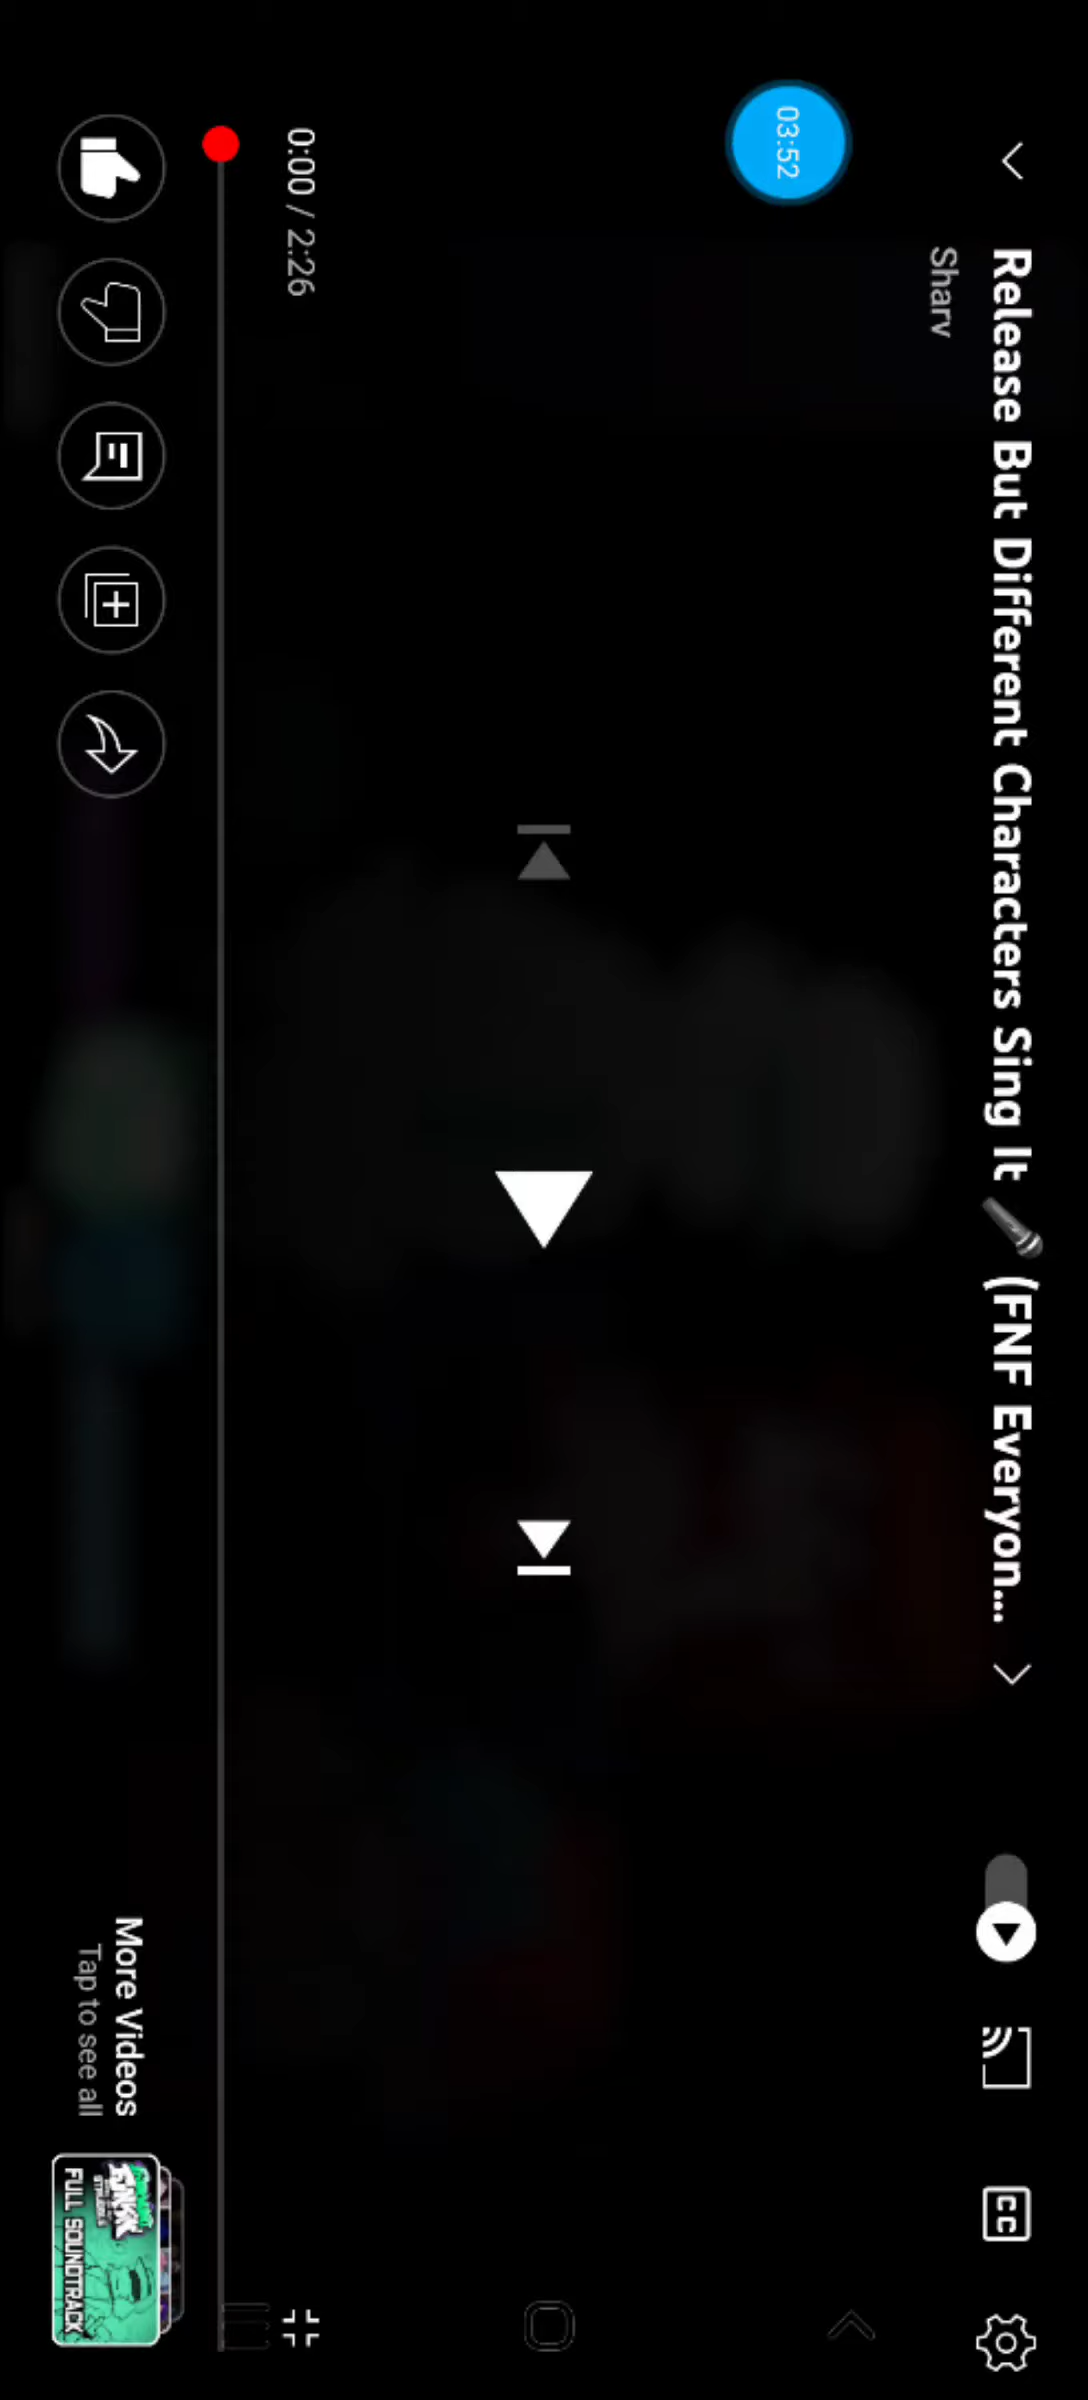 Release But Different Characters Sing It 🎤 (FNF Everyon...
Sharv
03:52
0:00 / 2:26
More Videos
Tap to see all
FUNKIN
FULL SOUNDTRACK